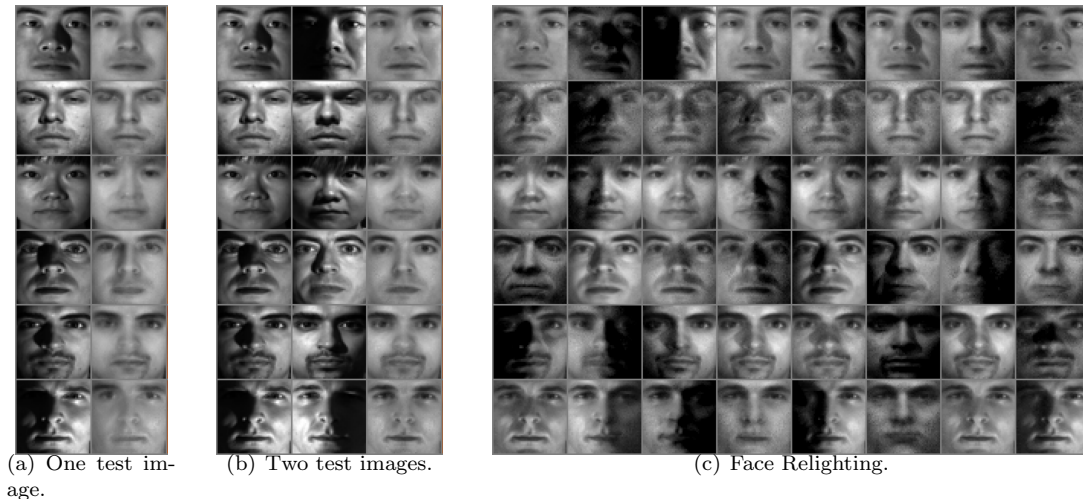 (a) One test im-
age.
(b) Two test images.
(c) Face Relighting.